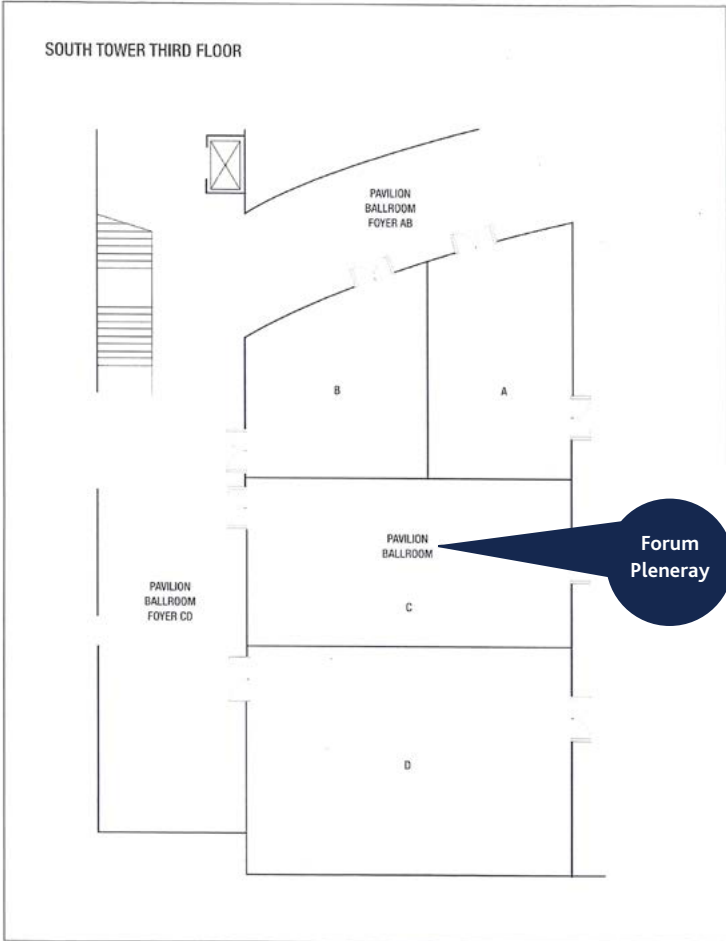 SOUTH TOWER THIRD FLOOR
PAVILION
BALLROOM
FOYER AB
B
A
PAVILION
BALLROOM
C
Forum
Pleneray
PAVILION
BALLROOM
FOYER CD
D